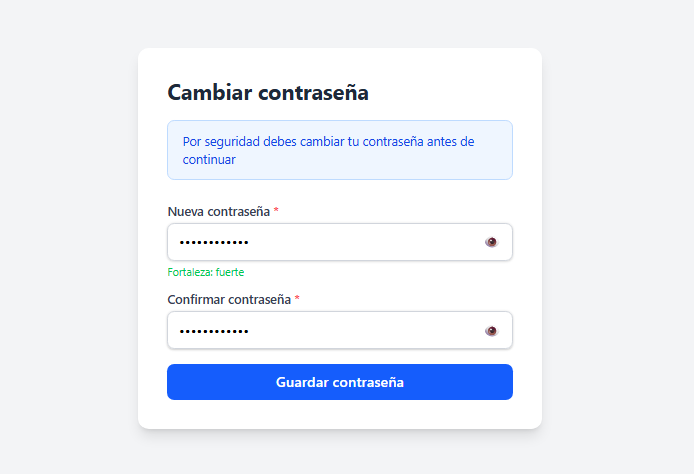 Cambiar contraseña
Por seguridad debes cambiar tu contraseña antes de
continuar
Nueva contraseña *
••••••••••••
Fortaleza: fuerte
Confirmar contraseña *
••••••••••••
Guardar contraseña